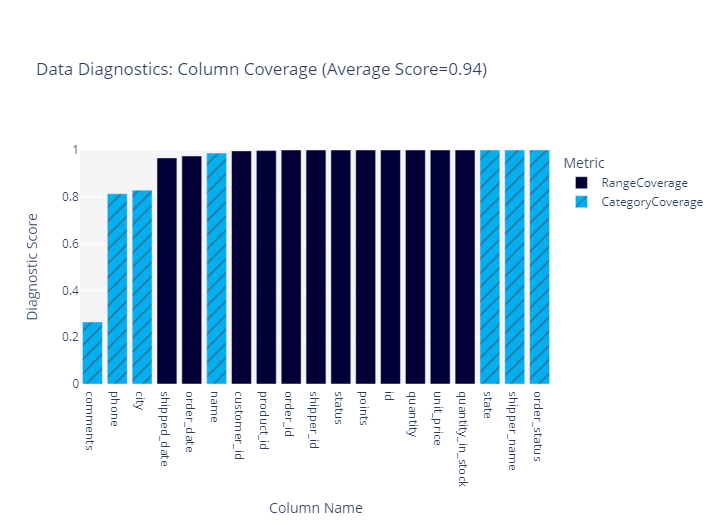 Data Diagnostics: Column Coverage (Average Score=0.94)
Metric
RangeCoverage
CategoryCoverage
Diagnostic Score
1
0.8
0.6
0.4
0.2
0
comments
phone
city
shipped_date
order_date
name
customer_id
product_id
order_id
shipper_id
status
points
id
quantity
unit_price
quantity_in_stock
state
shipper_name
order_status
Column Name